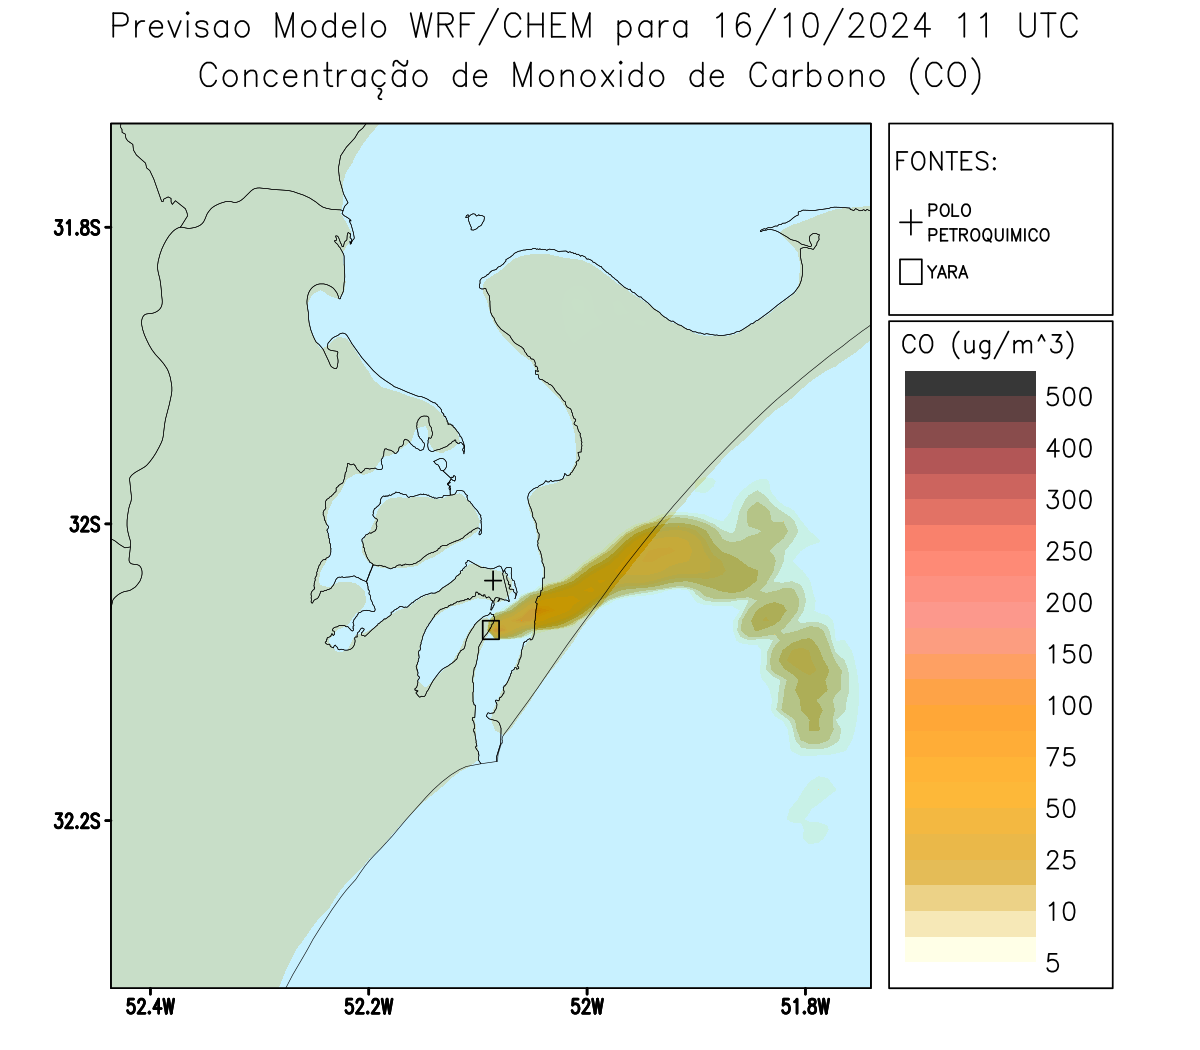 Previsao Modelo WRF/CHEM para 16/10/2024 11 UTC
Concentração de Monoxido de Carbono (CO)
FONTES:
POLO
PETROQUIMICO
YARA
CO (ug/m^3)
500
400
300
250
200
150
100
75
50
25
10
5
31.8S
32S
32.2S
52.4W
52.2W
52W
51.8W